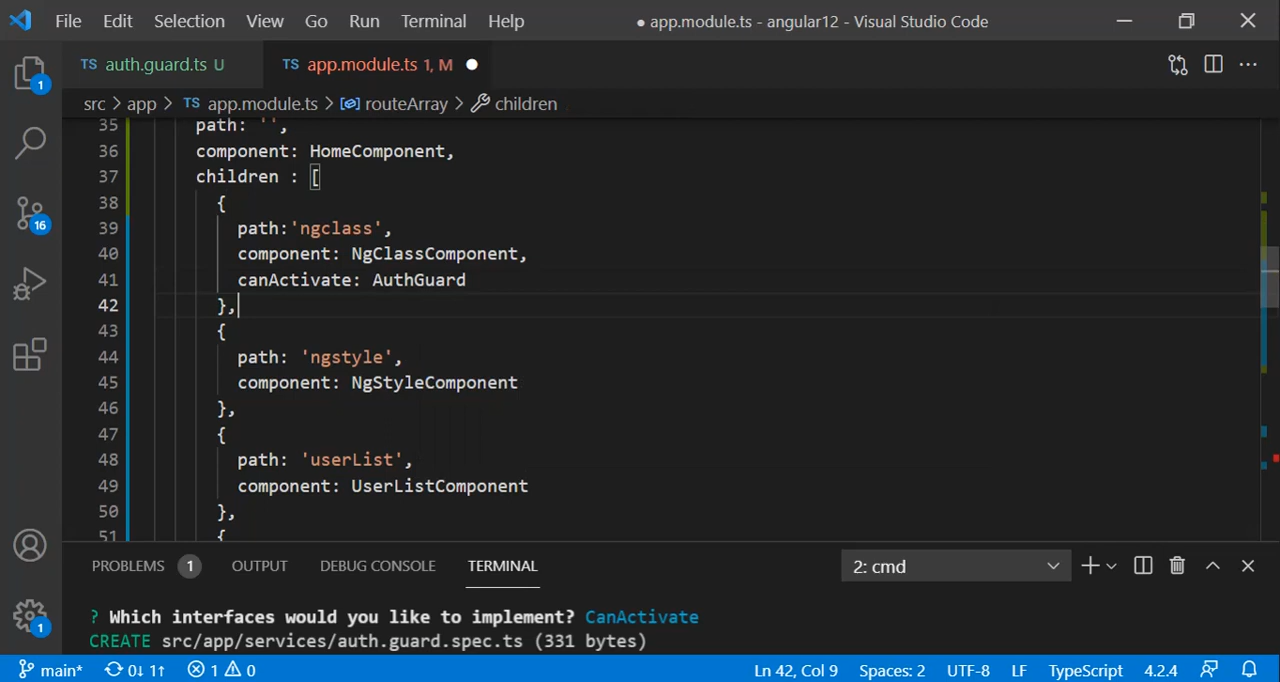 File Edit Selection View Go Run Terminal Help ● app.module.ts - angular12 - Visual Studio Code
TS auth.guard.ts U TS app.module.ts 1, M
src > app > TS app.module.ts > routeArray > children
35 path: '',
36 component: HomeComponent,
37 children : [
38 {
39 path:'ngclass',
40 component: NgClassComponent,
41 canActivate: AuthGuard
42 },
43 {
44 path: 'ngstyle',
45 component: NgStyleComponent
46 },
47 {
48 path: 'userList',
49 component: UserListComponent
50 },
51 {
1
16
1
PROBLEMS 1 OUTPUT DEBUG CONSOLE TERMINAL 2: cmd
? Which interfaces would you like to implement? CanActivate
CREATE src/app/services/auth.guard.spec.ts (331 bytes)
main* 0↓ 1↑ 1 0 Ln 42, Col 9 Spaces: 2 UTF-8 LF TypeScript 4.2.4